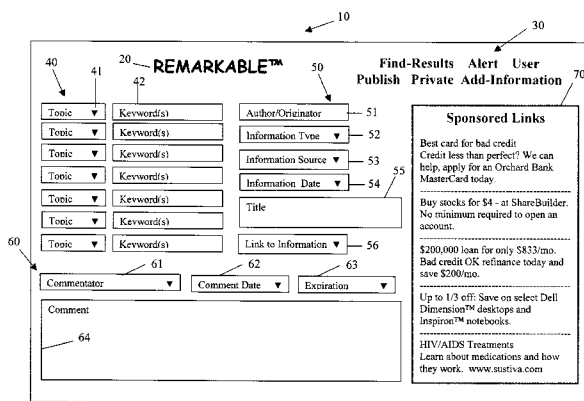 10
30
20
REMARKABLE™
Find-Results Alert User
Publish Private Add-Information
40
41
42
50
70
Topic ▼ Keyword(s)
Topic ▼ Keyword(s)
Topic ▼ Keyword(s)
Topic ▼ Keyword(s)
Topic ▼ Keyword(s)
Topic ▼ Keyword(s)
Topic ▼ Keyword(s)
Author/Originator
51
Information Type ▼
52
Information Source ▼
53
55
Information Date ▼
54
Title
Link to Information ▼
56
60
61
62
63
Commentator ▼
Comment Date ▼
Expiration ▼
Comment
64
Sponsored Links
Best card for bad credit
Credit less than perfect? We can
help, apply for an Orchard Bank
MasterCard today.
Buy stocks for $4 - at ShareBuilder.
No minimum required to open an
account.
$200,000 loan for only $833/mo.
Bad credit OK refinance today and
save $200/mo.
Up to 1/3 off: Save on select Dell
Dimension™ desktops and
Inspiron™ notebooks.
HIV/AIDS Treatments
Learn about medications and how
they work. www.sustiva.com